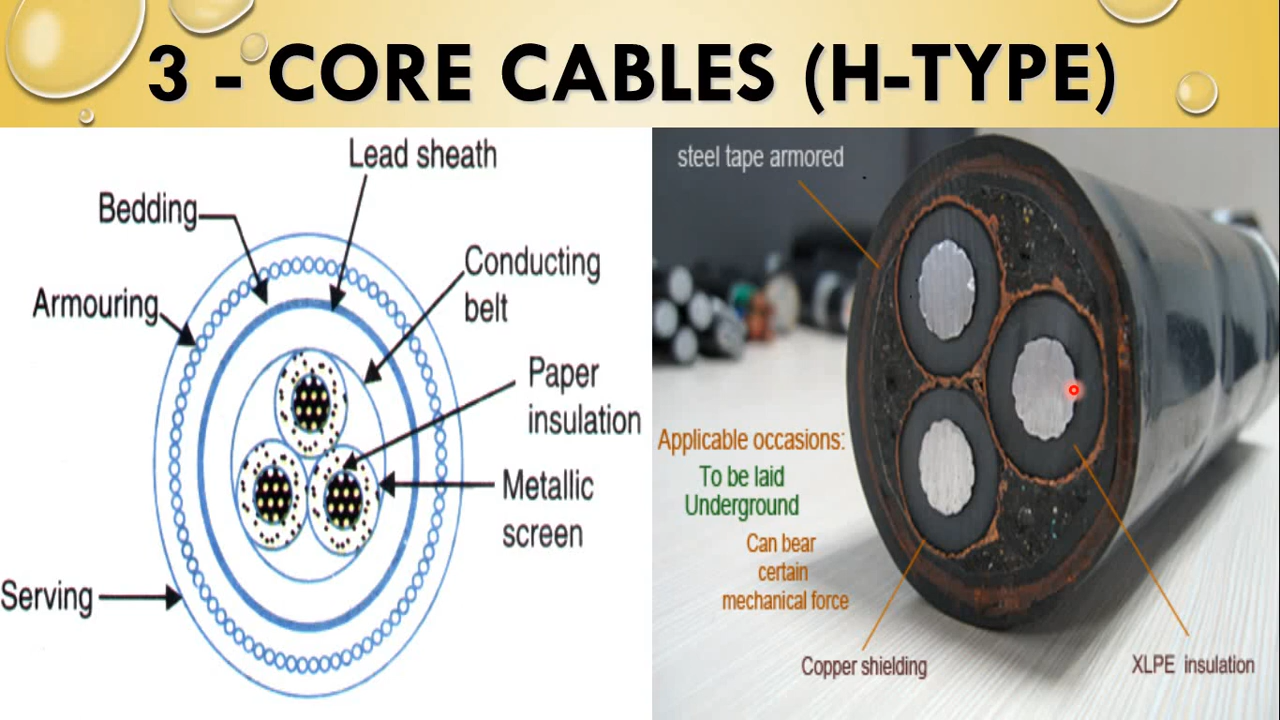 3 - CORE CABLES (H-TYPE)
Lead sheath
Bedding
Conducting
belt
Armouring
Paper
insulation
Metallic
screen
Serving
steel tape armored
Applicable occasions:
To be laid
Underground
Can bear
certain
mechanical force
Copper shielding
XLPE insulation